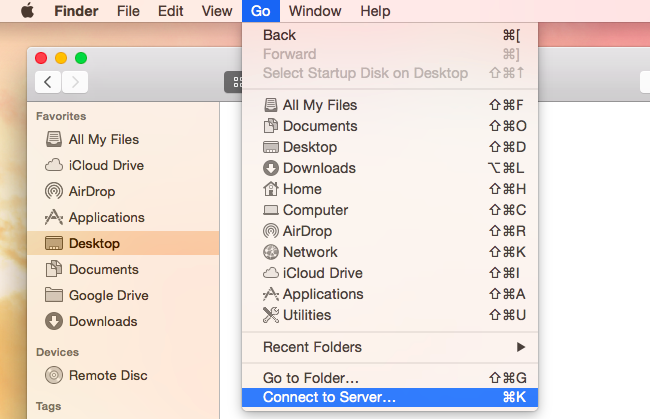 Finder File Edit View Go Window Help
Back ⌘[
Forward ⌘]
Select Startup Disk on Desktop ⇧⌘↑
All My Files ⇧⌘F
Documents ⇧⌘O
Desktop ⇧⌘D
Downloads ⌥⌘L
Home ⇧⌘H
Computer ⇧⌘C
AirDrop ⇧⌘R
Network ⇧⌘K
iCloud Drive ⇧⌘I
Applications ⇧⌘A
Utilities ⇧⌘U
Recent Folders ▶
Go to Folder... ⇧⌘G
Connect to Server... ⌘K
Favorites
All My Files
iCloud Drive
AirDrop
Applications
Desktop
Documents
Google Drive
Downloads
Devices
Remote Disc
Tags